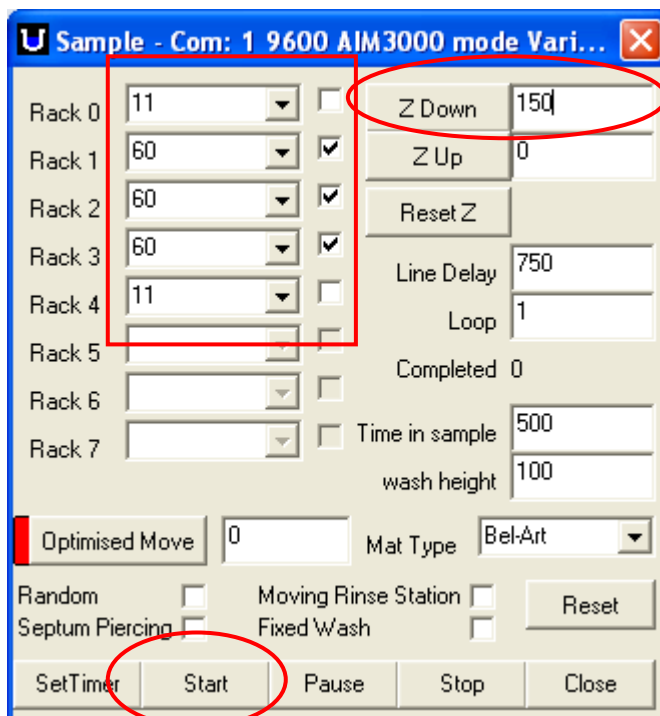 U Sample - Com: 1 9600 AIM3000 mode Vari...
Rack 0 11 Z Down 150
Rack 1 60 Z Up 0
Rack 2 60 Reset Z
Rack 3 60 Line Delay 750
Rack 4 11 Loop 1
Rack 5 Completed 0
Rack 6
Rack 7 Time in sample 500
wash height 100
Optimised Move 0 Mat Type Bel-Art
Random Moving Rinse Station Reset
Septum Piercing Fixed Wash
SetTimer Start Pause Stop Close